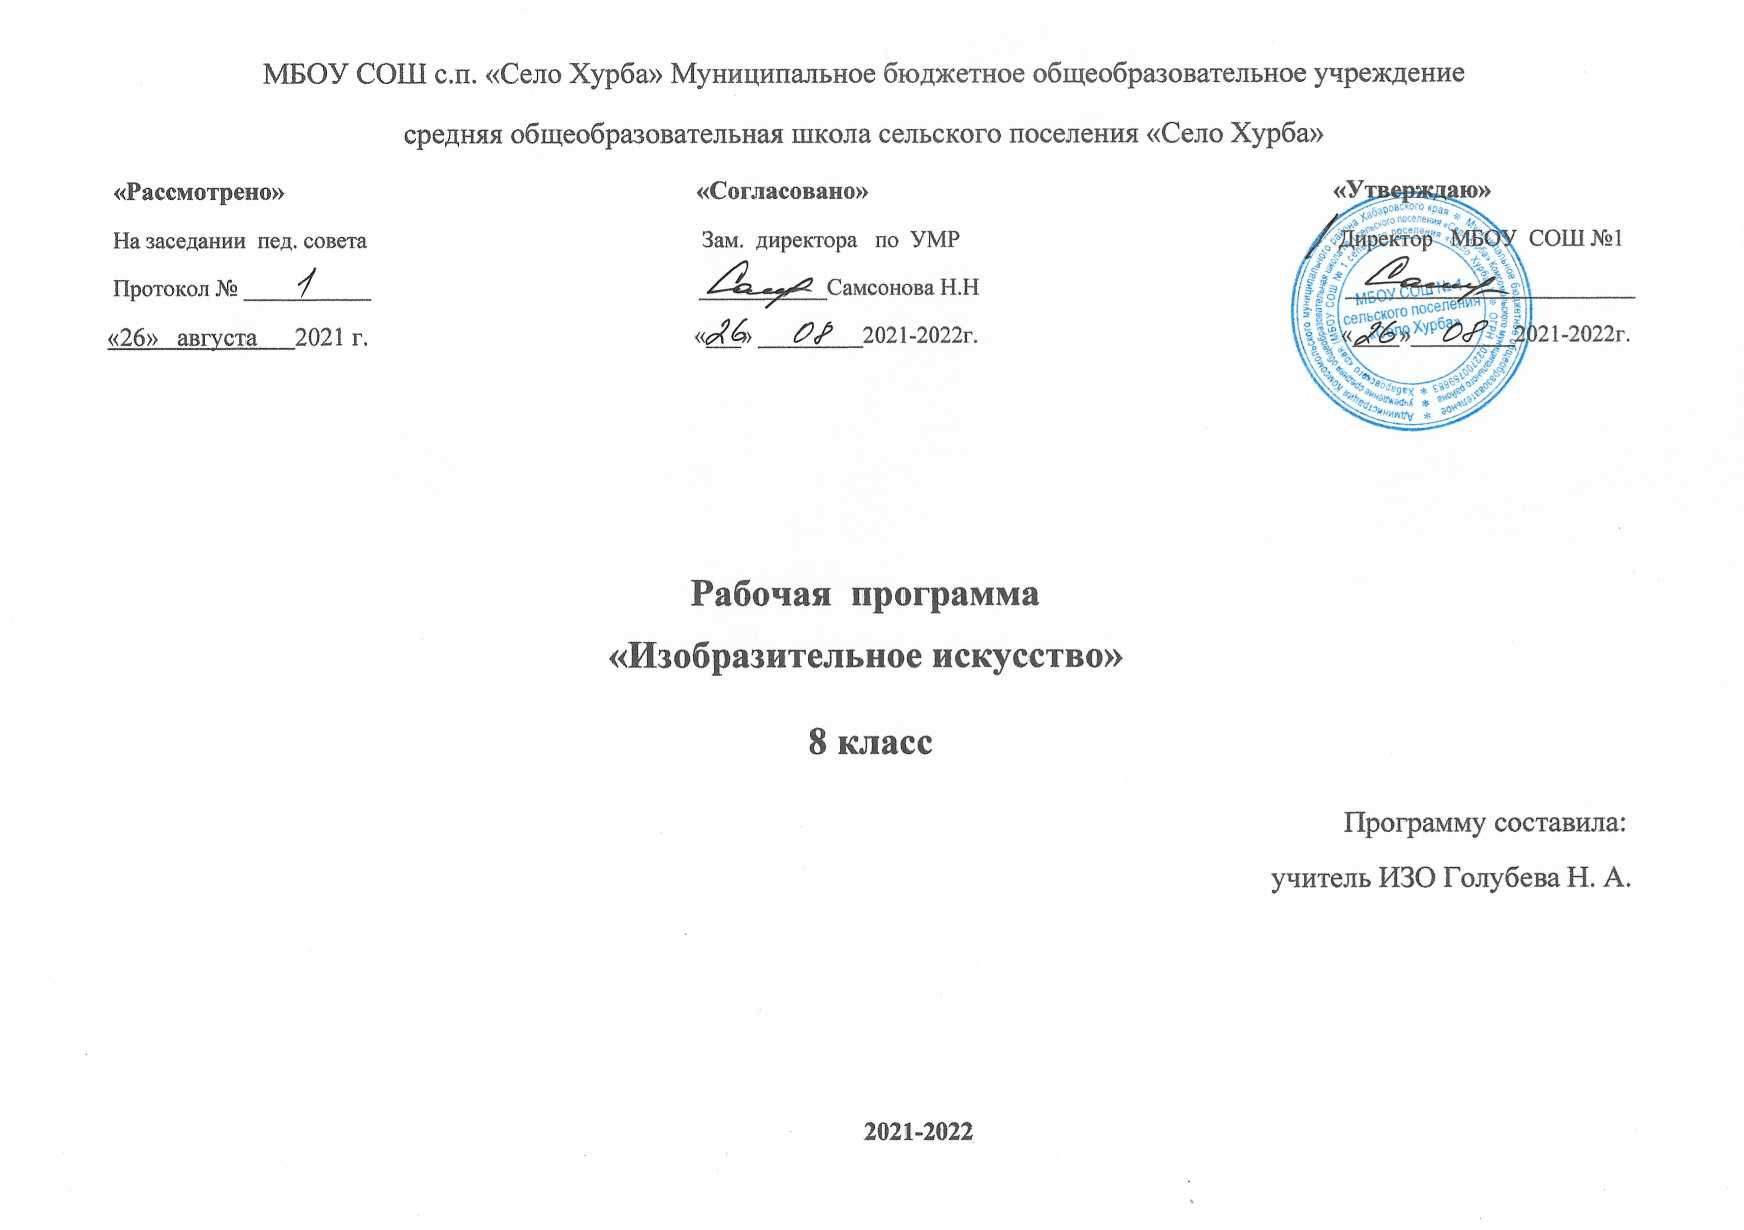 МБОУ СОШ с.п. «Село Хурба» Муниципальное бюджетное общеобразовательное учреждение
средняя общеобразовательная школа сельского поселения «Село Хурба»
«Рассмотрено»
На заседании пед. совета
Протокол № 1
«26» августа 2021 г.
«Согласовано»
Зам. директора по УМР
Самсонова Н.Н
«26» 08 2021-2022г.
«Утверждаю»
Директор МБОУ СОШ №1
«26» 08 2021-2022г.
МБОУ СОШ № 1
сельского поселения
«Село Хурба»
Рабочая программа
«Изобразительное искусство»
8 класс
Программу составила:
учитель ИЗО Голубева Н. А.
2021-2022